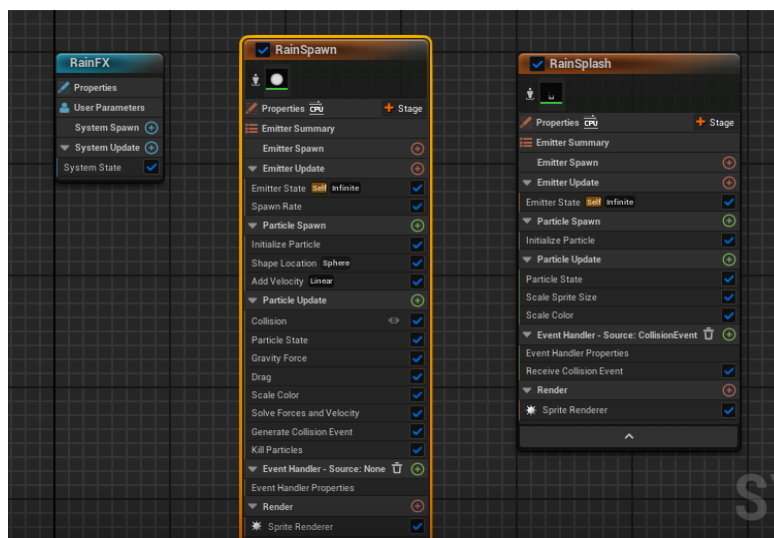 RainFX
Properties
User Parameters
System Spawn
System Update
System State
RainSpawn
Properties CPU Stage
Emitter Summary
Emitter Spawn
Emitter Update
Emitter State Self Infinite
Spawn Rate
Particle Spawn
Initialize Particle
Shape Location Sphere
Add Velocity Linear
Particle Update
Collision
Particle State
Gravity Force
Drag
Scale Color
Solve Forces and Velocity
Generate Collision Event
Kill Particles
Event Handler - Source: None
Event Handler Properties
Render
Sprite Renderer
RainSplash
Properties CPU Stage
Emitter Summary
Emitter Spawn
Emitter Update
Emitter State Self Infinite
Particle Spawn
Initialize Particle
Particle Update
Particle State
Scale Sprite Size
Scale Color
Event Handler - Source: CollisionEvent
Event Handler Properties
Receive Collision Event
Render
Sprite Renderer